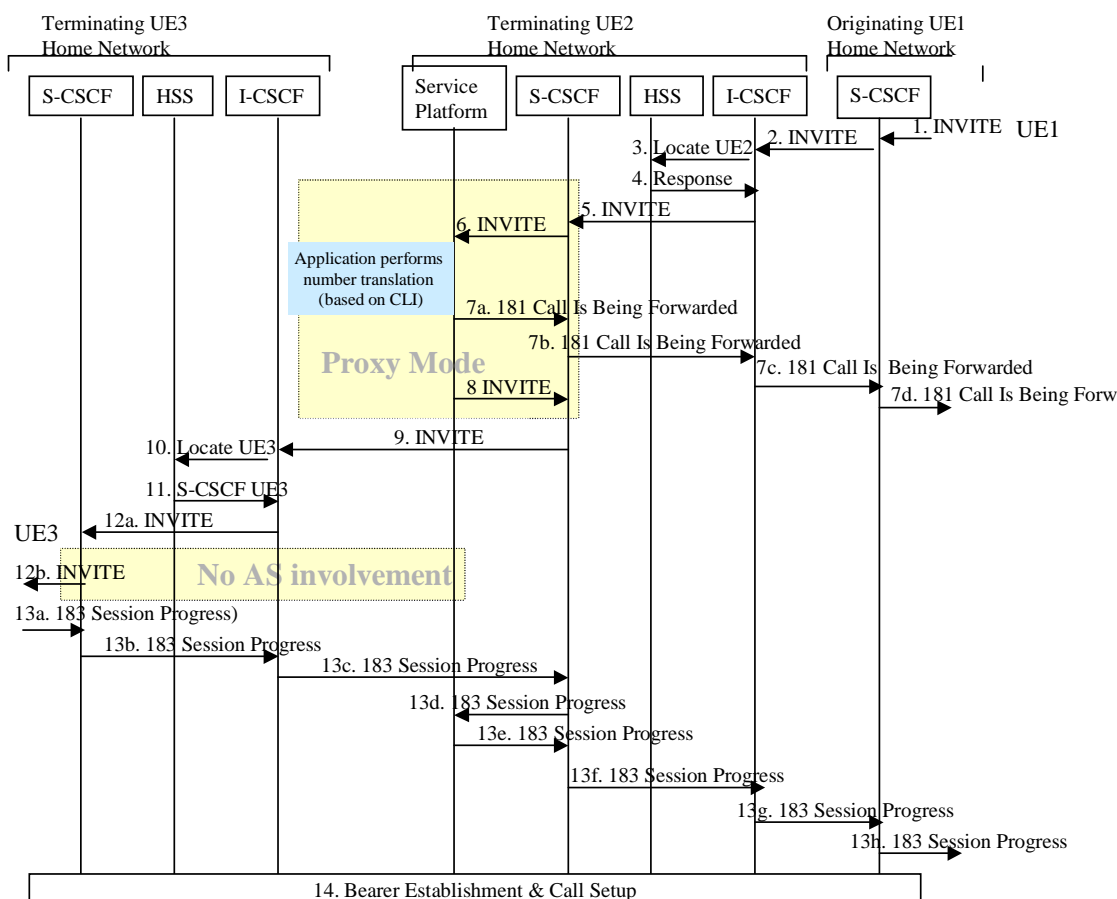 Terminating UE3
Home Network
Terminating UE2
Home Network
Originating UE1
Home Network
S-CSCF
HSS
I-CSCF
Service
Platform
S-CSCF
HSS
I-CSCF
S-CSCF
1. INVITE
UE1
2. INVITE
3. Locate UE2
4. Response
5. INVITE
6. INVITE
Application performs
number translation
(based on CLI)
7a. 181 Call Is Being Forwarded
7b. 181 Call Is Being Forwarded
Proxy Mode
7c. 181 Call Is Being Forwarded
8 INVITE
7d. 181 Call Is Being Forw
9. INVITE
10. Locate UE3
11. S-CSCF UE3
12a. INVITE
UE3
12b. INVITE
No AS involvement
13a. 183 Session Progress)
13b. 183 Session Progress
13c. 183 Session Progress
13d. 183 Session Progress
13e. 183 Session Progress
13f. 183 Session Progress
13g. 183 Session Progress
13h. 183 Session Progress
14. Bearer Establishment & Call Setup